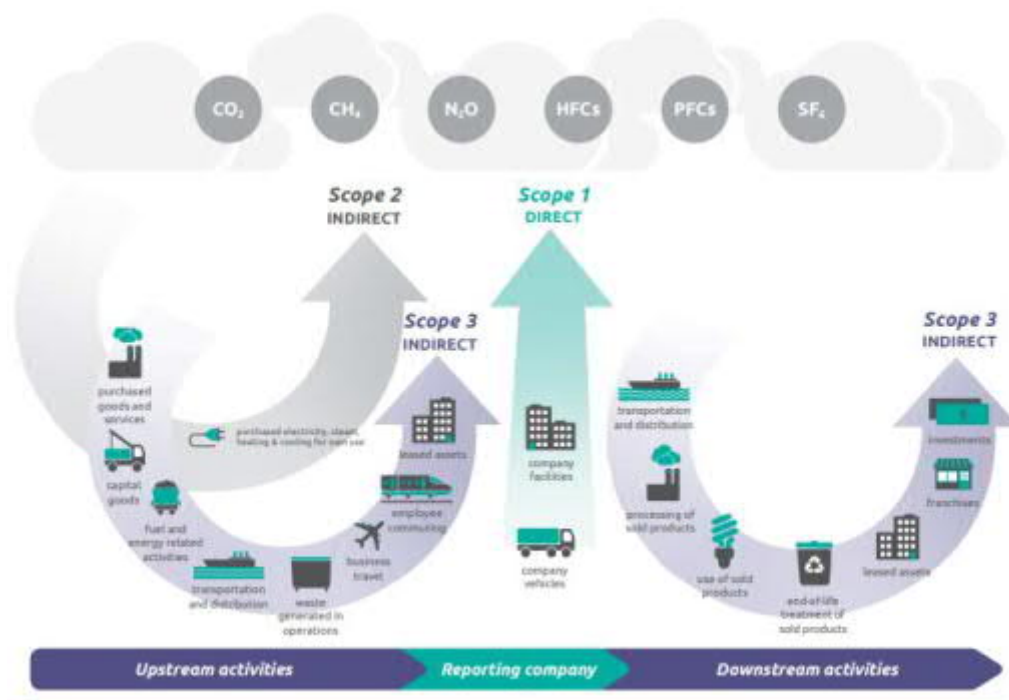 CO₂
CH₄
N₂O
HFCs
PFCs
SF₆
Scope 2
INDIRECT
Scope 1
DIRECT
Scope 3
INDIRECT
Scope 3
INDIRECT
purchased
goods and
services
capital
goods
fuel and
energy related
activities
transportation
and distribution
waste
generated in
operations
business
travel
employee
commuting
leased assets
purchased electricity, steam,
heating & cooling for own use
company
facilities
company
vehicles
transportation
and distribution
processing of
sold products
use of sold
products
end-of-life
treatment of
sold products
leased assets
franchises
investments
Upstream activities
Reporting company
Downstream activities